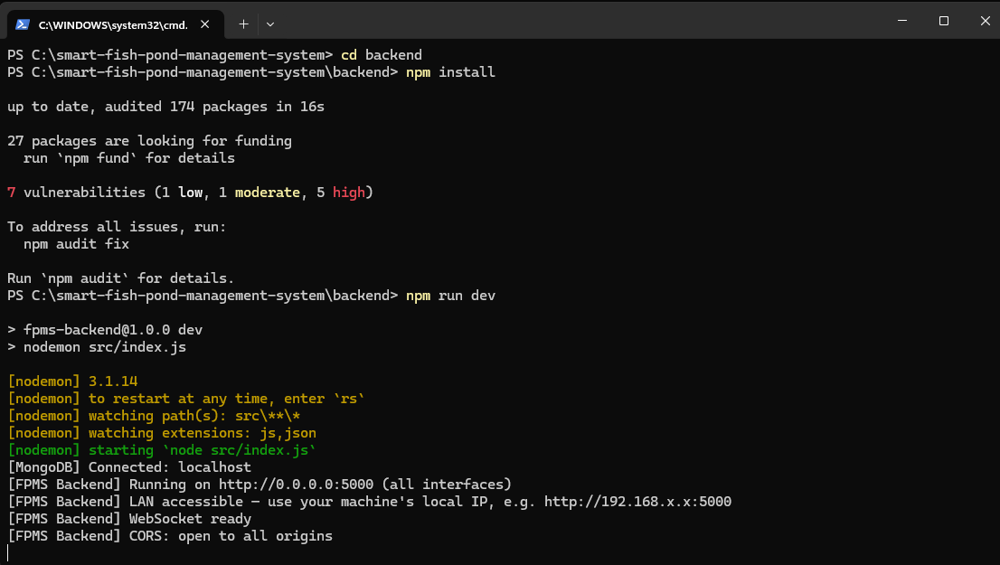 C:\WINDOWS\system32\cmd.
PS C:\smart-fish-pond-management-system> cd backend
PS C:\smart-fish-pond-management-system\backend> npm install

up to date, audited 174 packages in 16s

27 packages are looking for funding
  run `npm fund` for details

7 vulnerabilities (1 low, 1 moderate, 5 high)

To address all issues, run:
  npm audit fix

Run `npm audit` for details.
PS C:\smart-fish-pond-management-system\backend> npm run dev

> fpms-backend@1.0.0 dev
> nodemon src/index.js

[nodemon] 3.1.14
[nodemon] to restart at any time, enter `rs`
[nodemon] watching path(s): src\**\*
[nodemon] watching extensions: js,json
[nodemon] starting `node src/index.js`
[MongoDB] Connected: localhost
[FPMS Backend] Running on http://0.0.0.0:5000 (all interfaces)
[FPMS Backend] LAN accessible — use your machine's local IP, e.g. http://192.168.x.x:5000
[FPMS Backend] WebSocket ready
[FPMS Backend] CORS: open to all origins